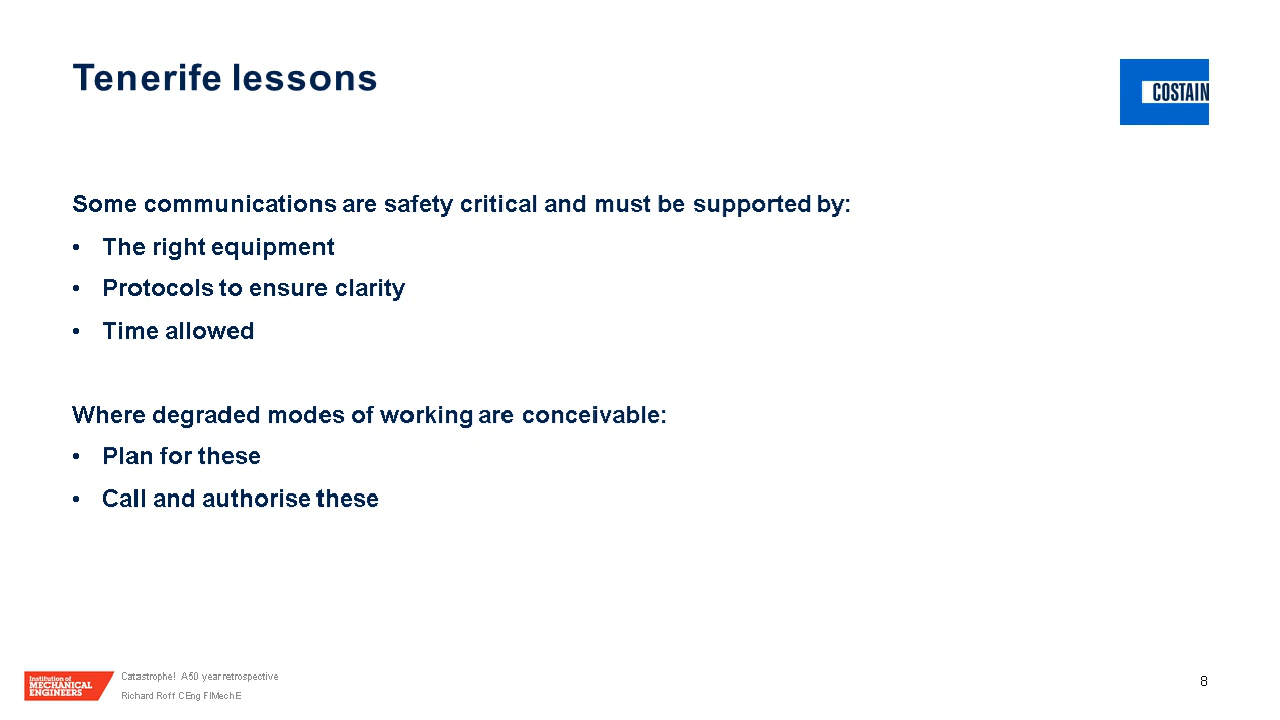 Tenerife lessons
COSTAIN
Some communications are safety critical and must be supported by:
• The right equipment
• Protocols to ensure clarity
• Time allowed
Where degraded modes of working are conceivable:
• Plan for these
• Call and authorise these
Institution of
MECHANICAL
ENGINEERS
Catastrophe! A 50 year retrospective
Richard Roff CEng FIMechE
8